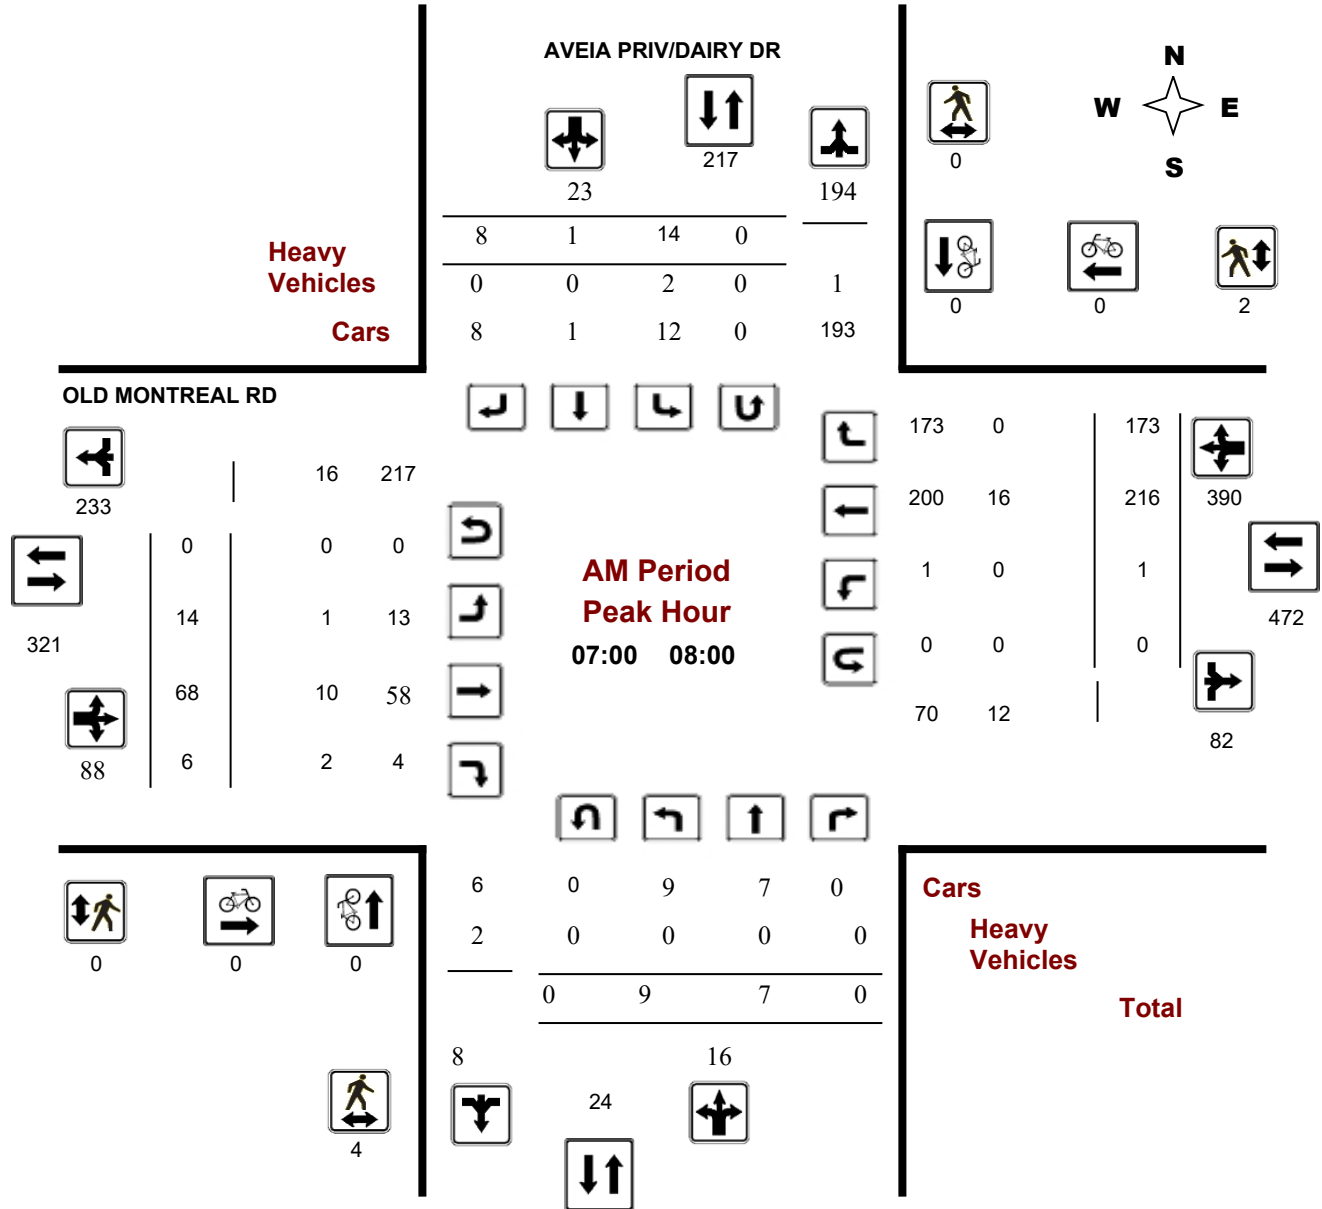 AVEIA PRIV/DAIRY DR
N
W E
S
217
0
23 194
8 1 14 0
Heavy
Vehicles
0 0 2 0 1
0 0 2
Cars
8 1 12 0 193
OLD MONTREAL RD
173 0 173
16 217
233
200 16 216 390
0 0 0
AM Period
1 0 1
14 1 13
Peak Hour
472
321
07:00 08:00
0 0 0
68 10 58
70 12
82
88
6 2 4
6 0 9 7 0
Cars
2 0 0 0 0
Heavy
Vehicles
0 0 0
0 9 7 0
Total
8 16
24
4